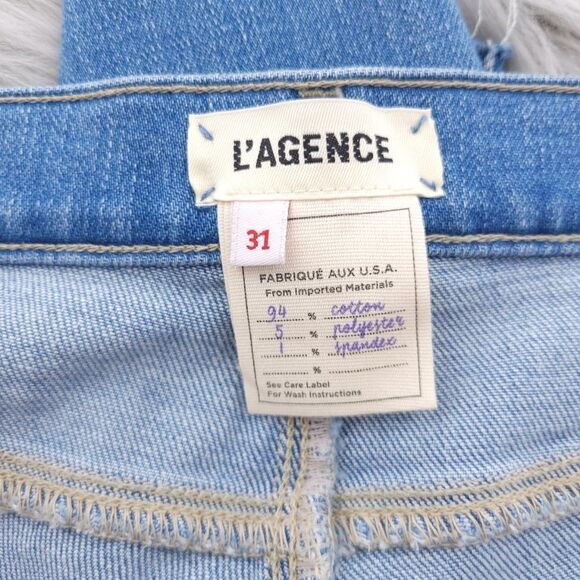 L'AGENCE
31
FABRIQUÉ AUX U.S.A.
From Imported Materials
94 % cotton
5 % polyester
1 % spandex
%
See Care Label
For Wash Instructions